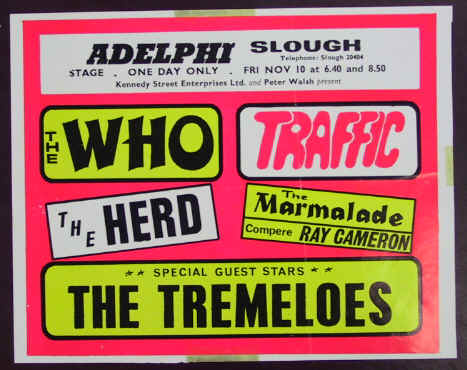 ADELPHI SLOUGH
Telephone: Slough 20404
STAGE . ONE DAY ONLY . FRI NOV 10 at 6.40 and 8.50
Kennedy Street Enterprises Ltd. and Peter Walsh present
THE WHO
TRAFFIC
THE HERD
The Marmalade
Compere RAY CAMERON
** SPECIAL GUEST STARS **
THE TREMELOES